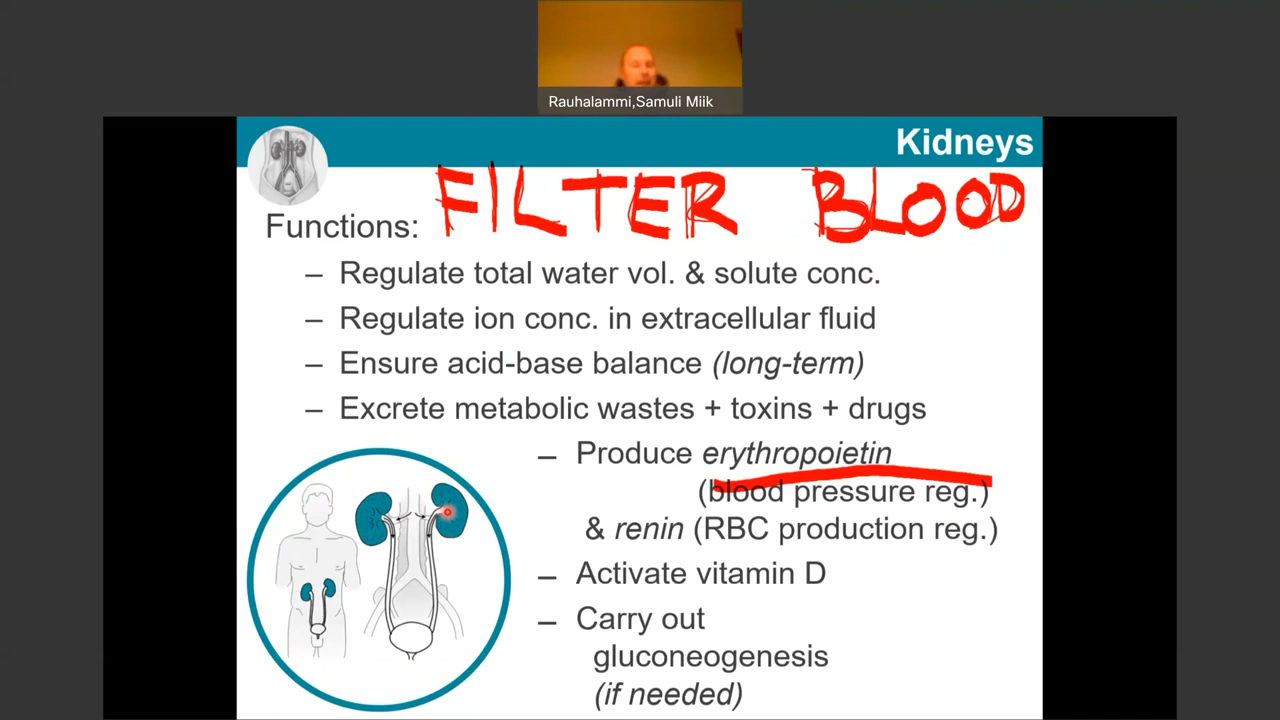 Rauhalammi,Samuli Miik
Kidneys
FILTER BLOOD
Functions:
– Regulate total water vol. & solute conc.
– Regulate ion conc. in extracellular fluid
– Ensure acid-base balance (long-term)
– Excrete metabolic wastes + toxins + drugs
– Produce erythropoietin
(blood pressure reg.)
& renin (RBC production reg.)
– Activate vitamin D
– Carry out
gluconeogenesis
(if needed)